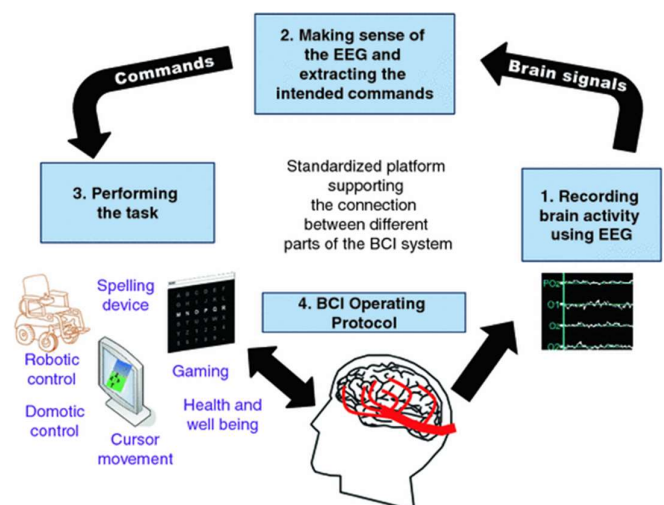 2. Making sense of
the EEG and
extracting the
intended commands
Commands
Brain signals
3. Performing
the task
Standardized platform
supporting
the connection
between different
parts of the BCI system
1. Recording
brain activity
using EEG
Spelling
device
4. BCI Operating
Protocol
O1
Robotic
control
Gaming
Domotic
control
Health and
well being
Cursor
movement